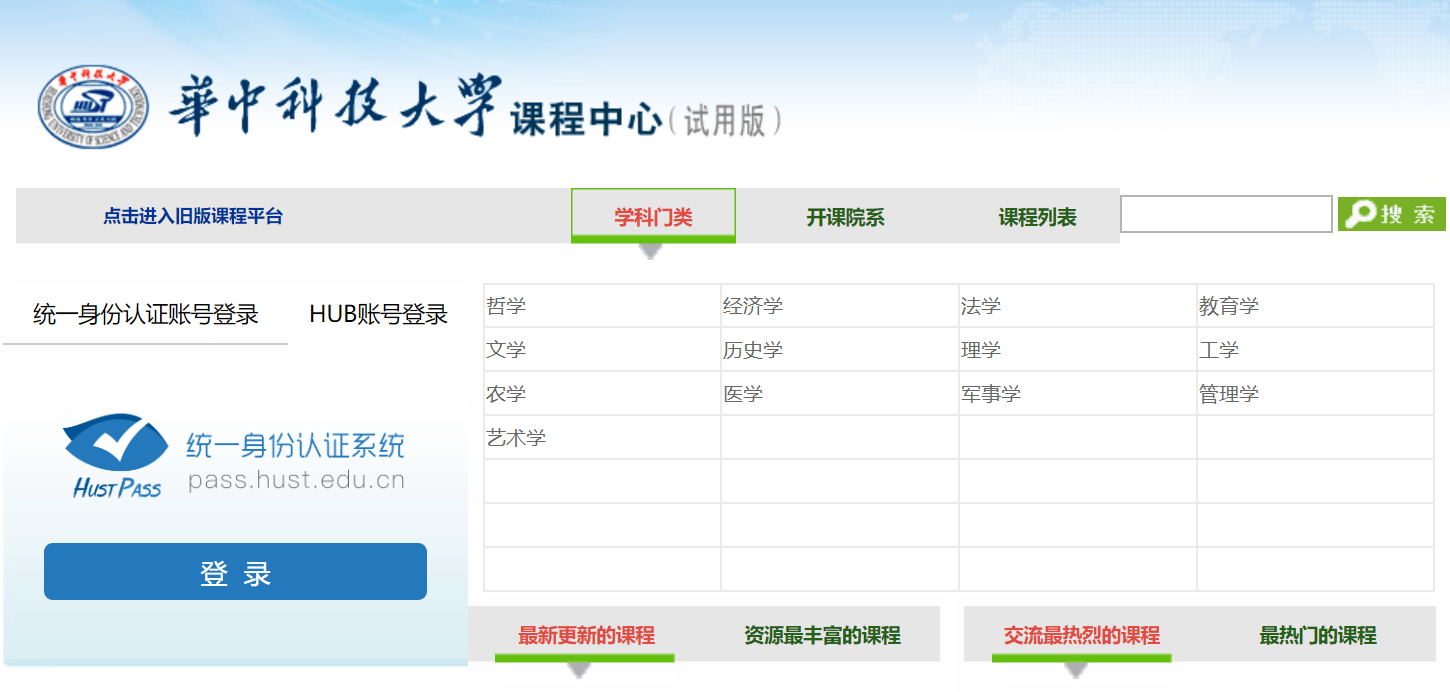 華中科技大学 课程中心(试用版)
点击进入旧版课程平台 学科门类 开课院系 课程列表 搜 索
统一身份认证账号登录 HUB账号登录
统一身份认证系统
HUSTPASS pass.hust.edu.cn
登 录
哲学 经济学 法学 教育学
文学 历史学 理学 工学
农学 医学 军事学 管理学
艺术学
最新更新的课程 资源最丰富的课程 交流最热烈的课程 最热门的课程